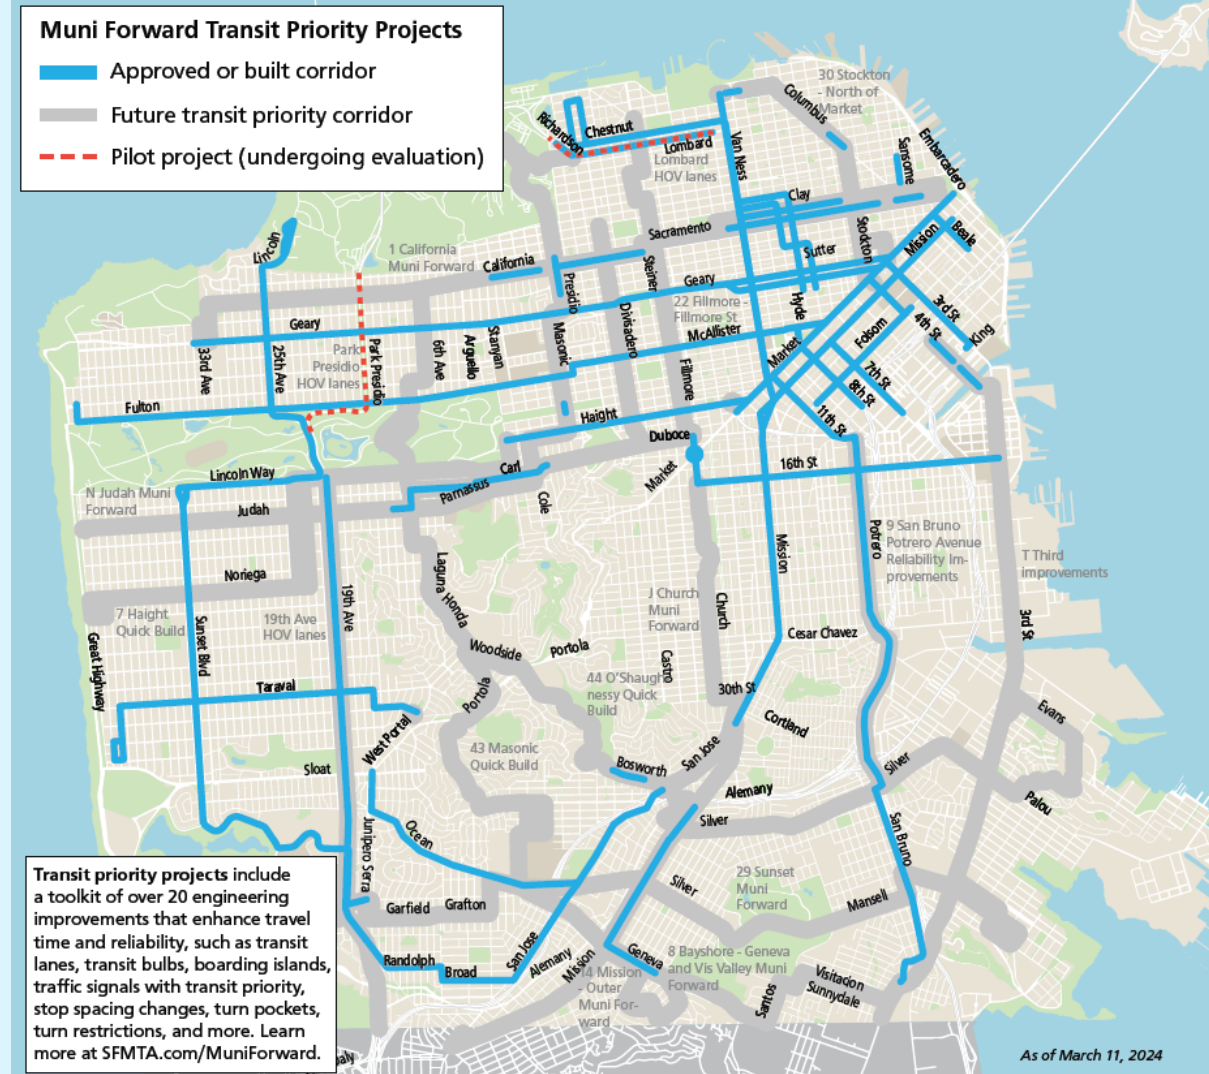 Muni Forward Transit Priority Projects
Approved or built corridor
Future transit priority corridor
Pilot project (undergoing evaluation)
30 Stockton
- North of
Market
Columbus
Richardson
Chestnut
Lombard
Lombard
HOV lanes
Van Ness
Sansome
Embarcadero
Clay
Sacramento
Stockton
Mission
Beale
Lincoln
1 California
Muni Forward
California
Presidio
Steiner
Sutter
Geary
22 Fillmore -
Fillmore St
Hyde
Geary
Divisadero
McAllister
Folsom
3rd St
4th St
King
33rd Ave
25th Ave
Park
Presidio
HOV lanes
Park Presidio
6th Ave
Arguello
Stanyan
Masonic
Fillmore
Market
7th St
8th St
11th St
Fulton
Haight
Duboce
Lincoln Way
Carl
Market
16th St
N Judah Muni
Forward
Parnassus
Cole
Judah
Mission
Potrero
9 San Bruno
Potrero Avenue
Reliability Im-
provements
T Third
improvements
Noriega
Laguna Honda
7 Haight
Quick Build
19th Ave
HOV lanes
19th Ave
J Church
Muni
Forward
Church
3rd St
Great Highway
Sunset Blvd
Cesar Chavez
Woodside
Portola
Castro
Taraval
Portola
44 O'Shaugh-
nessy Quick
Build
30th St
Cortland
Evans
West Portal
43 Masonic
Quick Build
San Jose
Sloat
Bosworth
Silver
Alemany
Palou
Junipero Serra
Ocean
Silver
San Bruno
Silver
29 Sunset
Muni
Forward
Mansell
Garfield
Grafton
San Jose
Alemany
Mission
Geneva
8 Bayshore - Geneva
and Vis Valley Muni
Forward
Randolph
Broad
14 Mission
- Outer
Muni For-
ward
Santos
Visitacion
Sunnydale
Transit priority projects include
a toolkit of over 20 engineering
improvements that enhance travel
time and reliability, such as transit
lanes, transit bulbs, boarding islands,
traffic signals with transit priority,
stop spacing changes, turn pockets,
turn restrictions, and more. Learn
more at SFMTA.com/MuniForward.
As of March 11, 2024